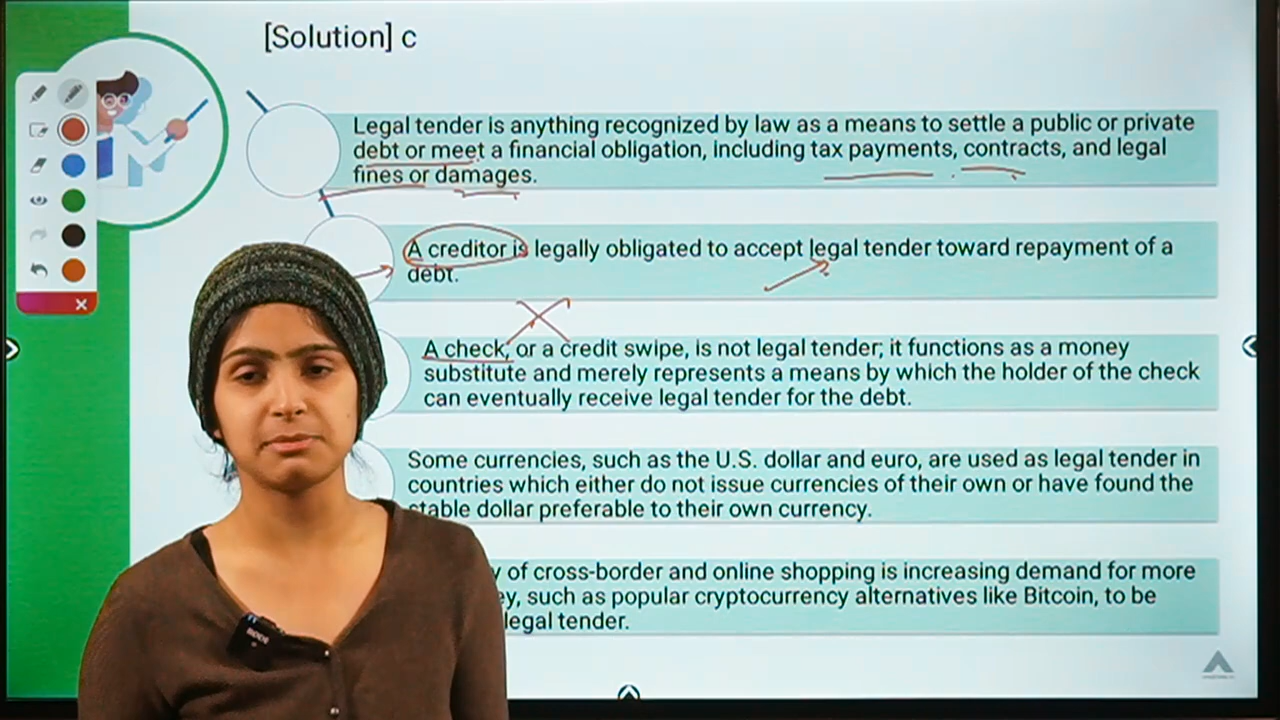 [Solution] c
Legal tender is anything recognized by law as a means to settle a public or private
debt or meet a financial obligation, including tax payments, contracts, and legal
fines or damages.
A creditor is legally obligated to accept legal tender toward repayment of a
debt.
A check, or a credit swipe, is not legal tender; it functions as a money
substitute and merely represents a means by which the holder of the check
can eventually receive legal tender for the debt.
Some currencies, such as the U.S. dollar and euro, are used as legal tender in
countries which either do not issue currencies of their own or have found the
stable dollar preferable to their own currency.
of cross-border and online shopping is increasing demand for more
such as popular cryptocurrency alternatives like Bitcoin, to be
legal tender.